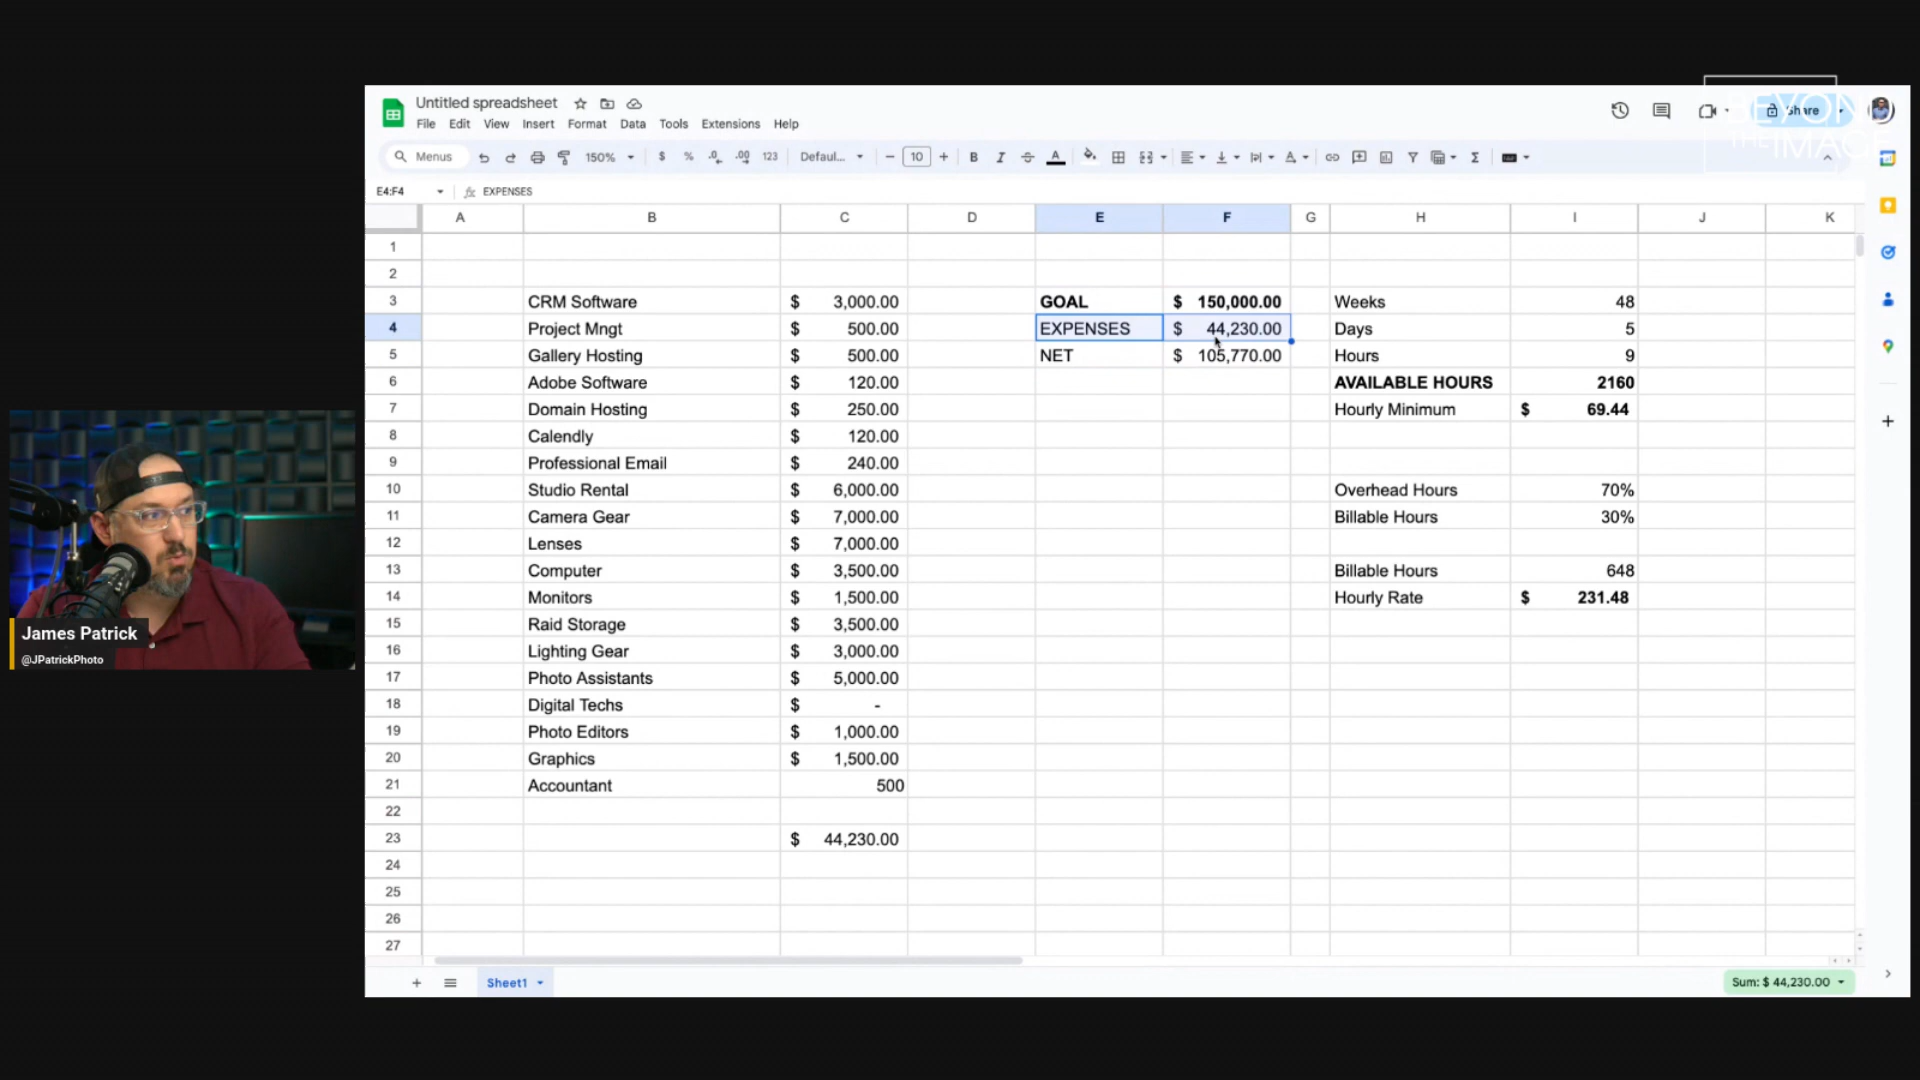 Untitled spreadsheet
File Edit View Insert Format Data Tools Extensions Help
Share
BEYOND
THE IMAGE
Menus 150% $ % .0 .00 123 Defaul... 10 B I A
E4:F4 fx EXPENSES
A B C D E F G H I J K
1
2
3 CRM Software $ 3,000.00 GOAL $ 150,000.00 Weeks 48
4 Project Mngt $ 500.00 EXPENSES $ 44,230.00 Days 5
5 Gallery Hosting $ 500.00 NET $ 105,770.00 Hours 9
6 Adobe Software $ 120.00 AVAILABLE HOURS 2160
7 Domain Hosting $ 250.00 Hourly Minimum $ 69.44
8 Calendly $ 120.00
9 Professional Email $ 240.00
10 Studio Rental $ 6,000.00 Overhead Hours 70%
11 Camera Gear $ 7,000.00 Billable Hours 30%
12 Lenses $ 7,000.00
13 Computer $ 3,500.00 Billable Hours 648
14 Monitors $ 1,500.00 Hourly Rate $ 231.48
15 Raid Storage $ 3,500.00
16 Lighting Gear $ 3,000.00
17 Photo Assistants $ 5,000.00
18 Digital Techs $ -
19 Photo Editors $ 1,000.00
20 Graphics $ 1,500.00
21 Accountant 500
22
23 $ 44,230.00
24
25
26
27
Sheet1
Sum: $ 44,230.00
James Patrick
@JPatrickPhoto